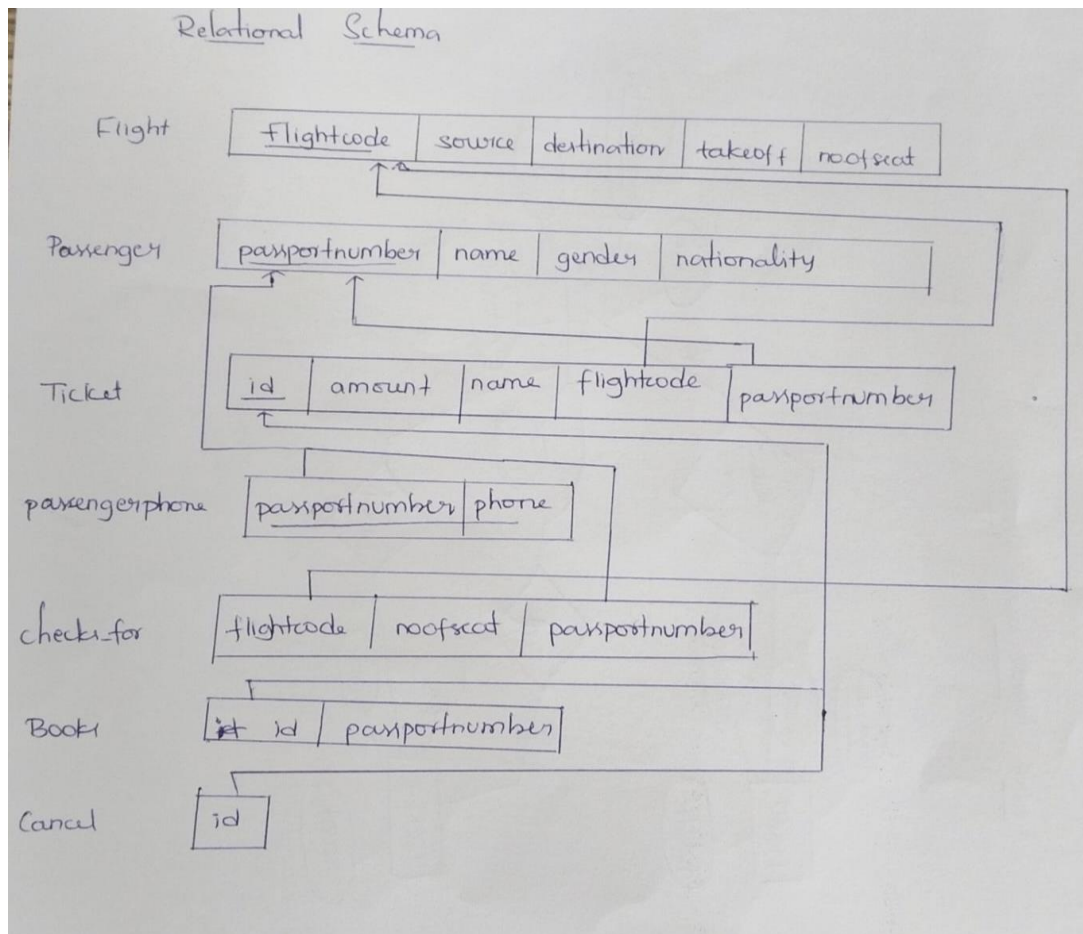 Relational Schema
Flight flightcode source destination takeoff noofseat
Passenger passportnumber name gender nationality
Ticket id amount name flightcode passportnumber
passengerphone passportnumber phone
checks_for flightcode noofseat passportnumber
Books id passportnumber
Cancel id